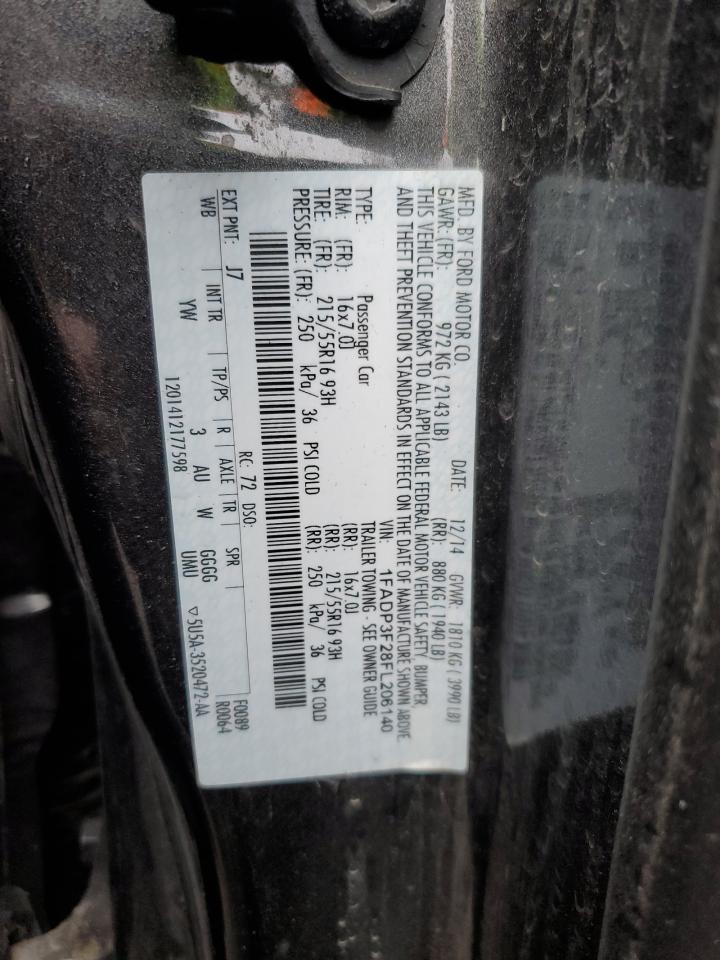 MFD. BY FORD MOTOR CO. DATE: 12/14 GVWR: 1810 KG ( 3990 LB)
GAWR: (FR): 972 KG ( 2143 LB) (RR): 880 KG ( 1940 LB)
THIS VEHICLE CONFORMS TO ALL APPLICABLE FEDERAL MOTOR VEHICLE SAFETY, BUMPER,
AND THEFT PREVENTION STANDARDS IN EFFECT ON THE DATE OF MANUFACTURE SHOWN ABOVE.
VIN: 1FADP3F28FL206140
TYPE: Passenger Car TRAILER TOWING - SEE OWNER GUIDE
RIM: (FR): 16x7.0J (RR): 16x7.0J
TIRE: (FR): 215/55R16 93H (RR): 215/55R16 93H
PRESSURE: (FR): 250 kPa/ 36 PSI COLD (RR): 250 kPa/ 36 PSI COLD
RC: 72 DSO: F0089
EXT PNT: J7 R0064
INT TR TP/PS R AXLE TR SPR
WB YW 3 AU W GGGG
UMU
1201412177598 ▽ 5U5A-3520472-AA